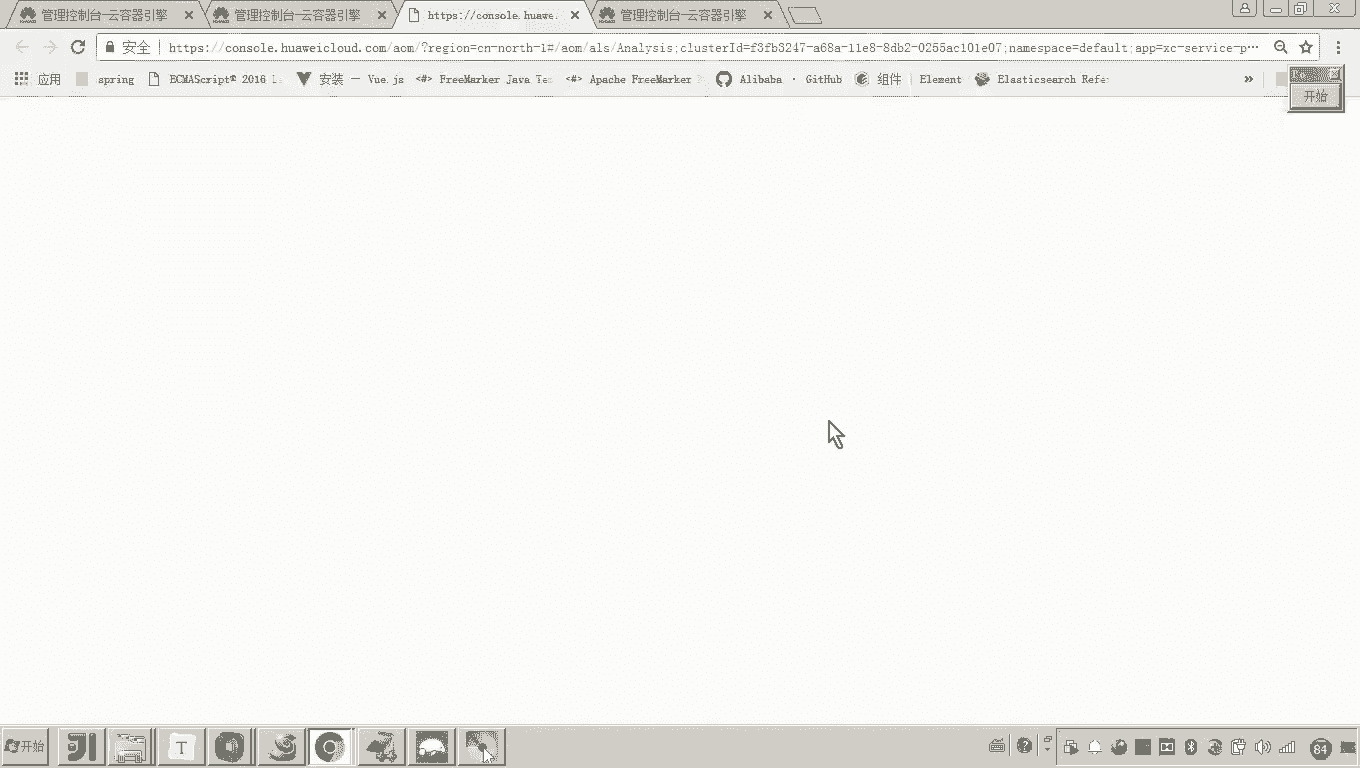 管理控制台-云容器引擎
管理控制台-云容器引擎
https://console.huawe.
管理控制台-云容器引擎
安全
https://console.huaweicloud.com/aom/?region=cn-north-1#/aom/als/Analysis;clusterId=f3fb3247-a68a-11e8-8db2-0255ac101e07;namespace=default;app=xc-service-p…
应用
spring
ECMAScript® 2016 L
安装 — Vue.js
<#> FreeMarker Java Te
<#> Apache FreeMarker
Alibaba · GitHub
组件 | Element
Elasticsearch Refe
»
开始
开始
T
84